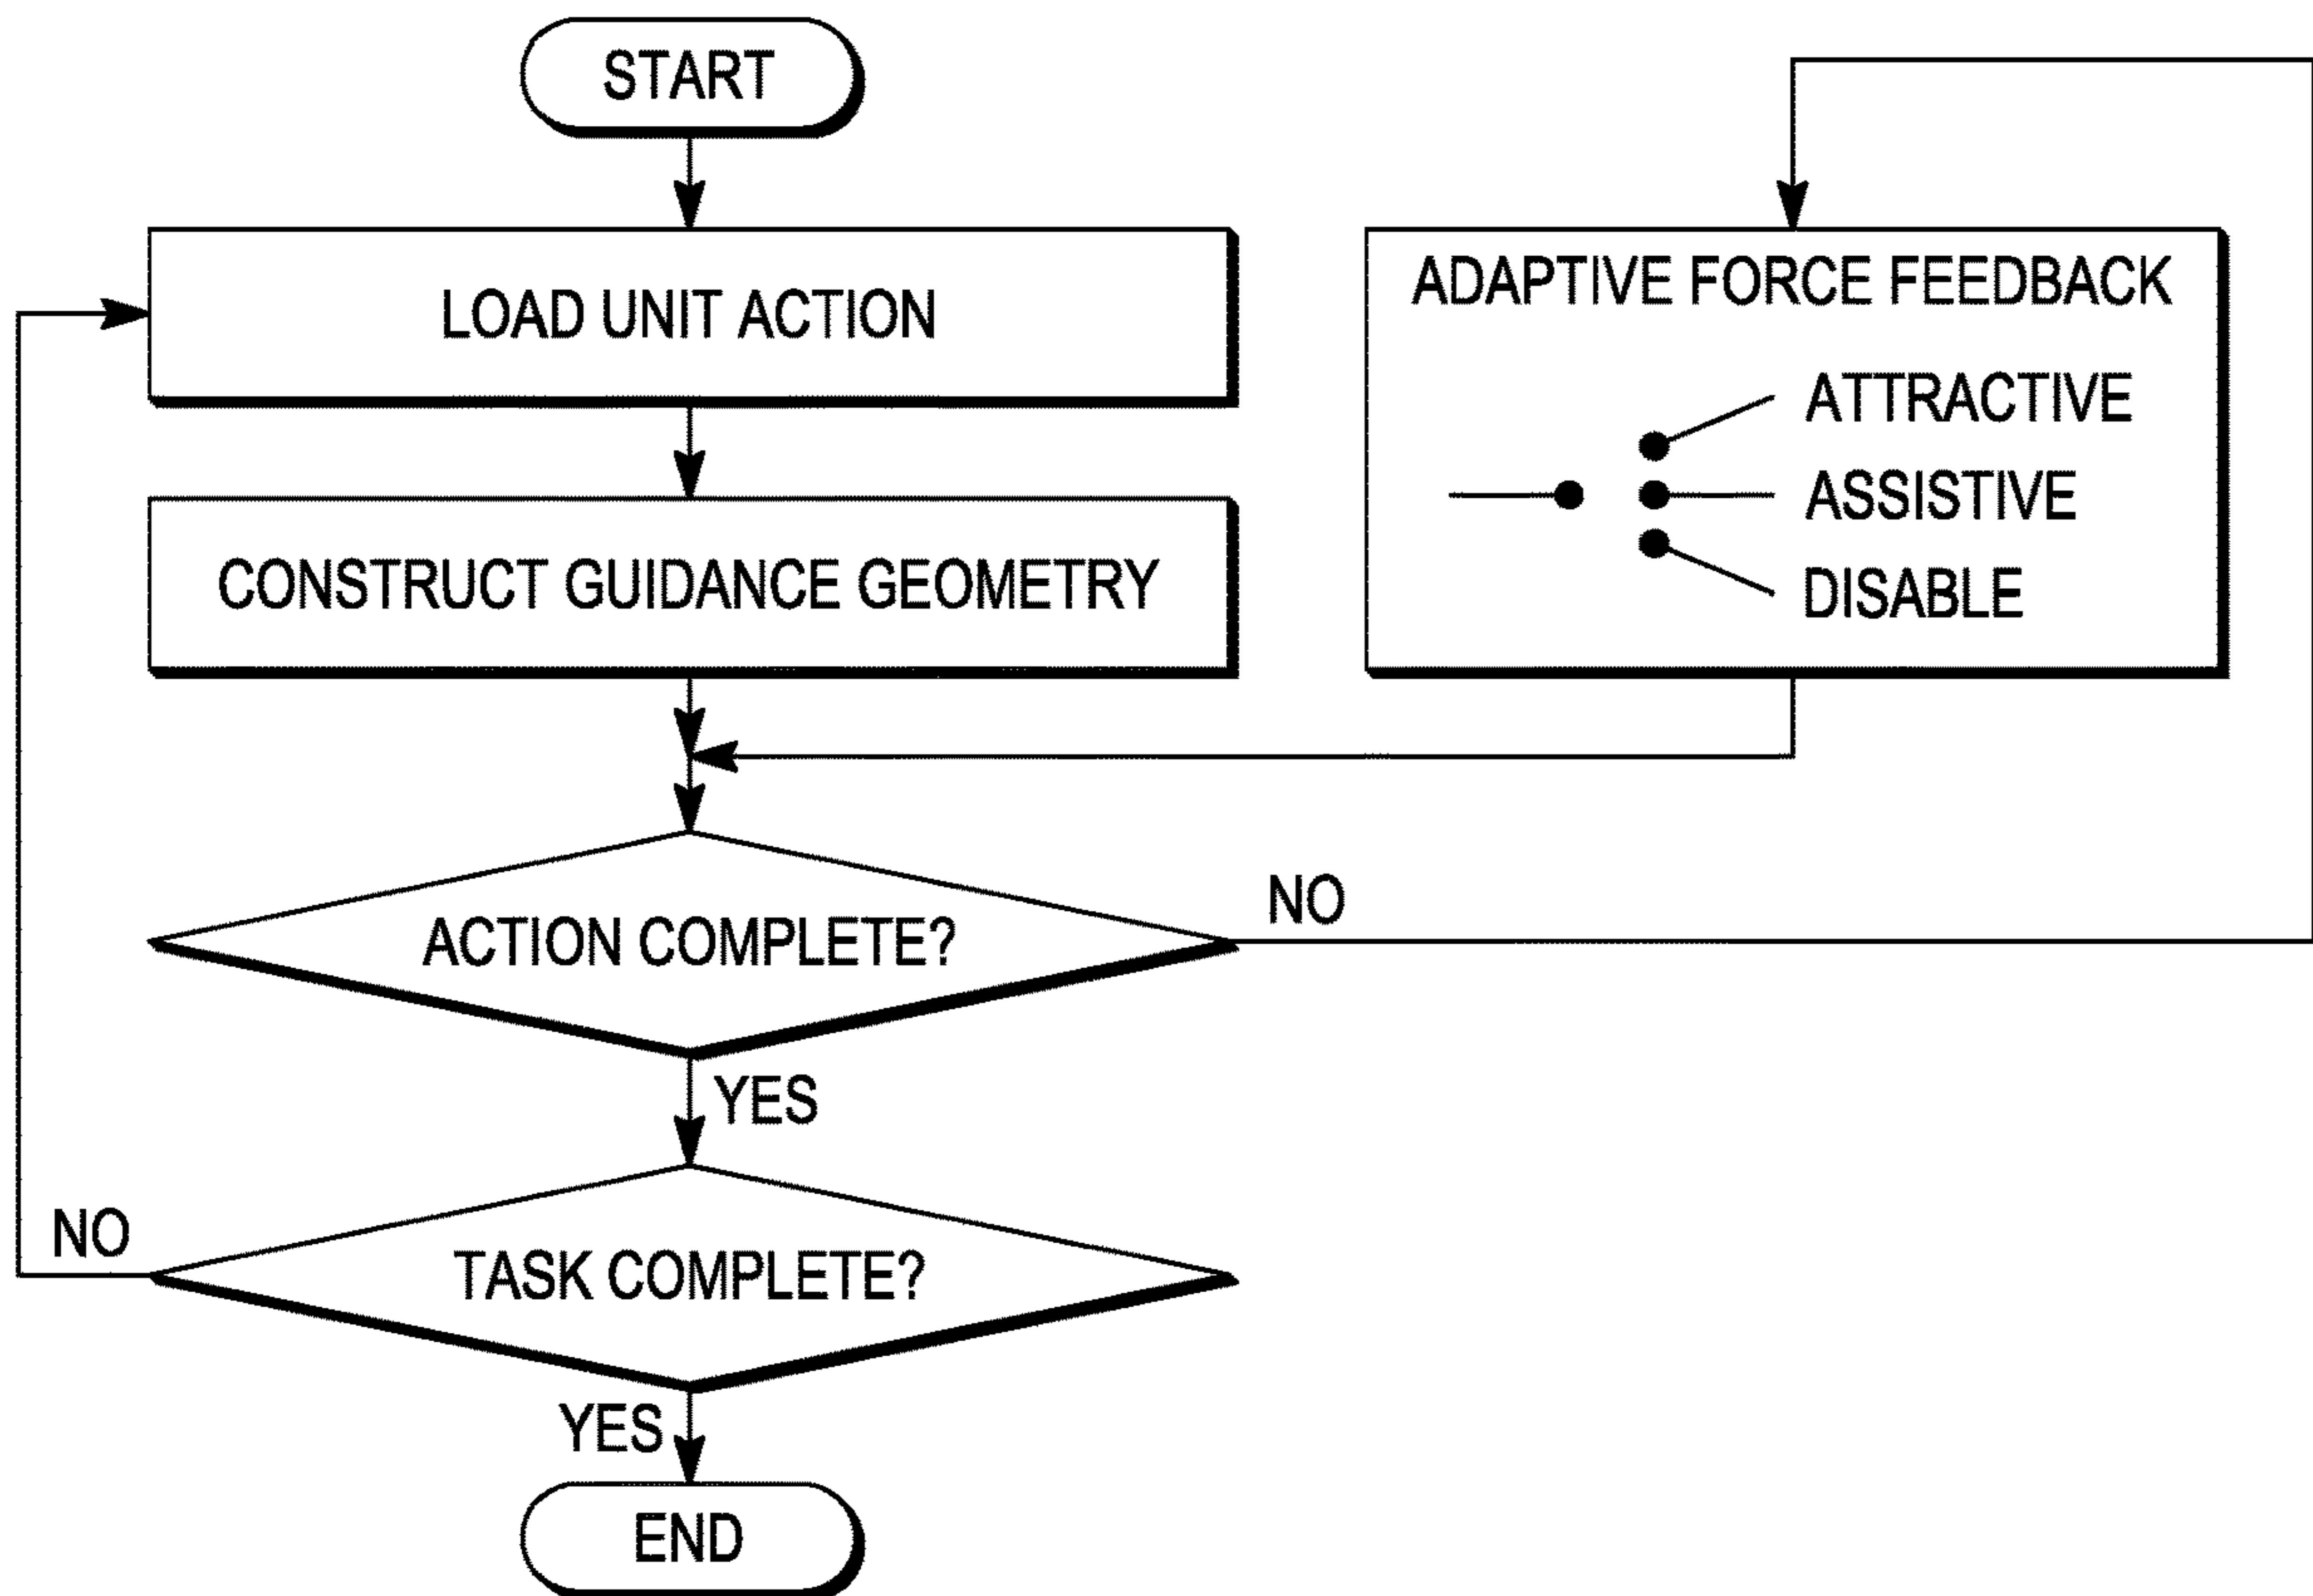 START
LOAD UNIT ACTION
CONSTRUCT GUIDANCE GEOMETRY
ADAPTIVE FORCE FEEDBACK
ATTRACTIVE
ASSISTIVE
DISABLE
ACTION COMPLETE?
NO
YES
TASK COMPLETE?
NO
YES
END